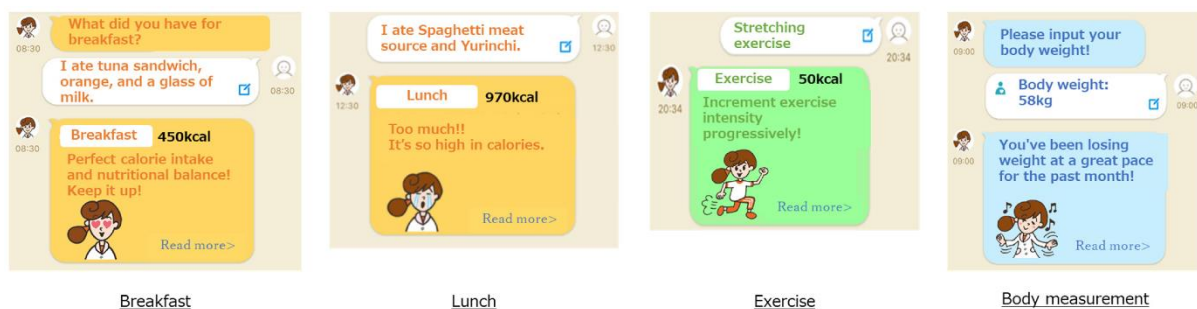 What did you have for
breakfast?
08:30
I ate tuna sandwich,
orange, and a glass of
milk.
08:30
08:30
Breakfast 450kcal
Perfect calorie intake
and nutritional balance!
Keep it up!
Read more>
Breakfast
I ate Spaghetti meat
source and Yurinchi.
12:30
12:30
Lunch 970kcal
Too much!!
It's so high in calories.
Read more>
Lunch
Stretching
exercise
20:34
20:34
Exercise 50kcal
Increment exercise
intensity
progressively!
Read more>
Exercise
09:00
Please input your
body weight!
Body weight:
58kg
09:00
09:00
You've been losing
weight at a great pace
for the past month!
Read more>
Body measurement